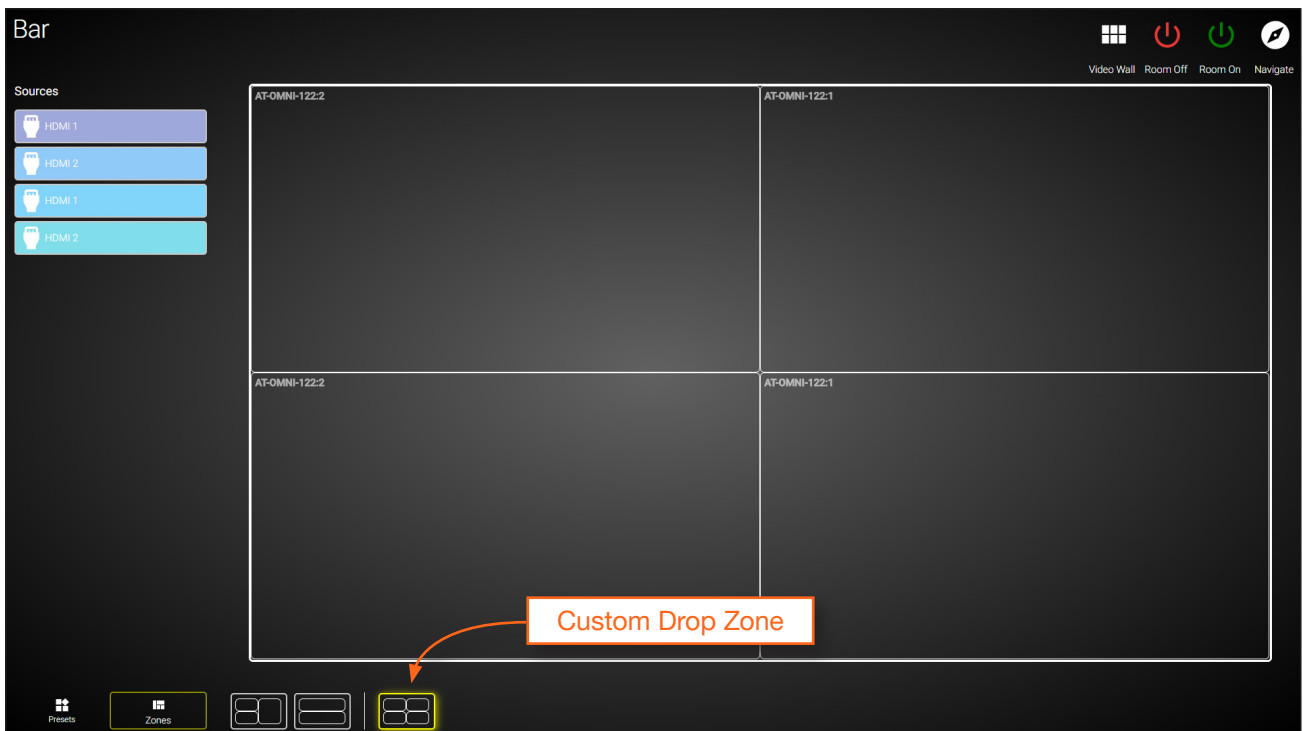 Bar
Video Wall
Room Off
Room On
Navigate
Sources
HDMI 1
HDMI 2
HDMI 1
HDMI 2
AT-OMNI-122:2
AT-OMNI-122:1
AT-OMNI-122:2
AT-OMNI-122:1
Custom Drop Zone
Presets
Zones